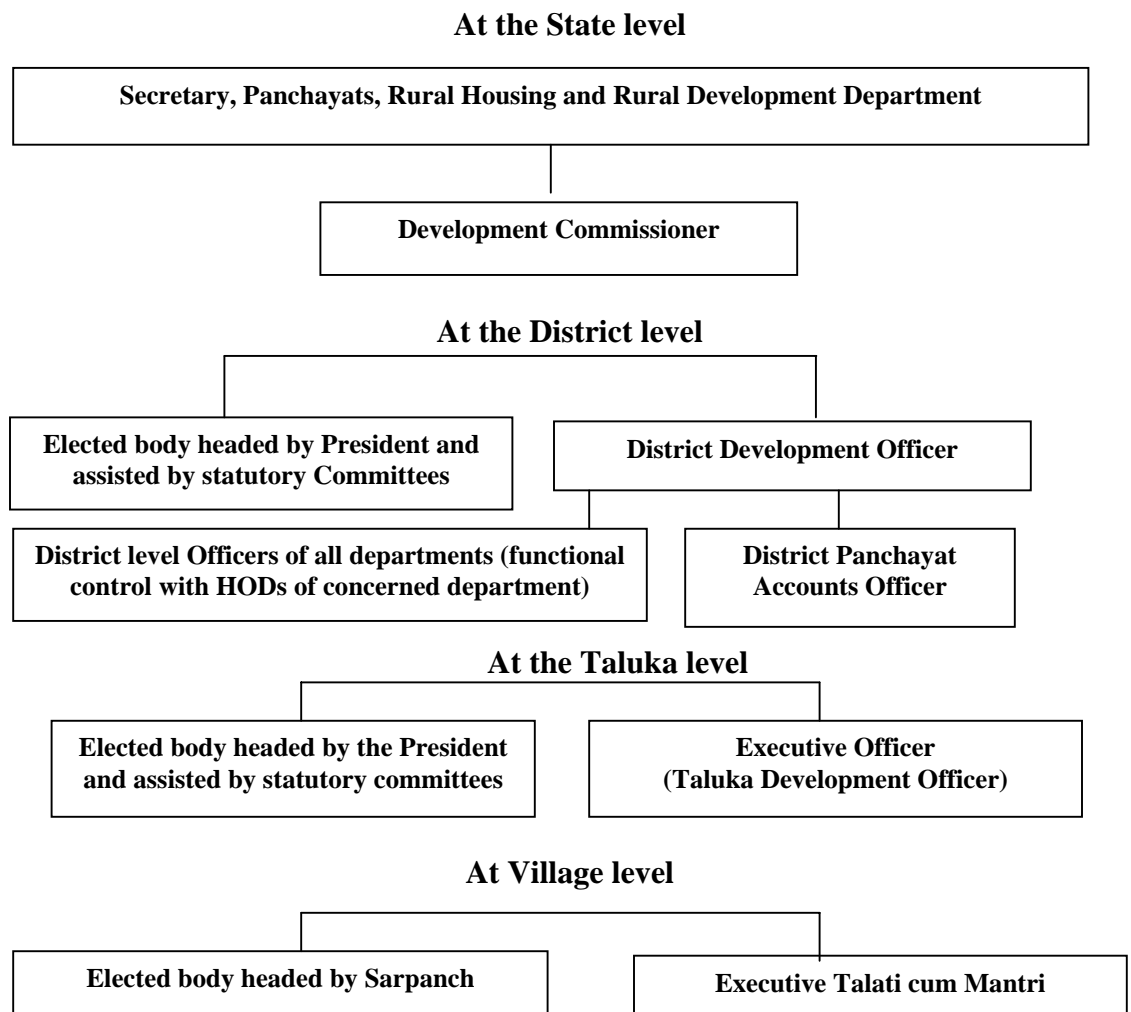 At the State level
Secretary, Panchayats, Rural Housing and Rural Development Department
Development Commissioner
At the District level
Elected body headed by President and
assisted by statutory Committees
District Development Officer
District level Officers of all departments (functional
control with HODs of concerned department)
District Panchayat
Accounts Officer
At the Taluka level
Elected body headed by the President
and assisted by statutory committees
Executive Officer
(Taluka Development Officer)
At Village level
Elected body headed by Sarpanch
Executive Talati cum Mantri